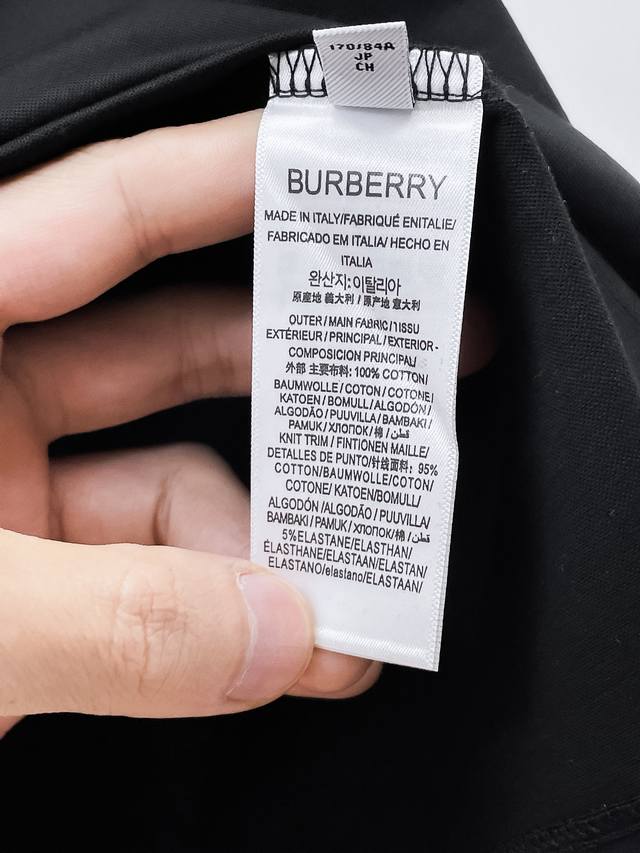 170/84A
JP
CH
BURBERRY
MADE IN ITALY/FABRIQUÉ ENITALIE/
FABRICADO EM ITALIA/ HECHO EN
ITALIA
완산지:이탈리아
原産地 義大利 / 原产地 意大利
OUTER/MAIN FABRIC/TISSU
EXTÉRIEUR/PRINCIPAL/EXTERIOR-
COMPOSICION PRINCIPAL/
外部 主要布料: 100% COTTON/
BAUMWOLLE/COTON/COTONE/
KATOEN/BOMULL/ALGODÓN/
ALGODÃO/PUUVILLA/BAMBAKI/
PAMUK/ХЛОПОК/棉/قطن/
KNIT TRIM/FINTIONEN MAILLE/
DETALLES DE PUNTO/针线面料: 95%
COTTON/BAUMWOLLE/COTON/
COTONE/KATOEN/BOMULL/
ALGODÓN/ALGODÃO/PUUVILLA/
BAMBAKI/PAMUK/ХЛОПОК/棉/قطن/
5%ELASTANE/ELASTHAN/
ÉLASTHANE/ELASTAAN/ELASTAN/
ELASTANO/elastano/ELASTAAN/